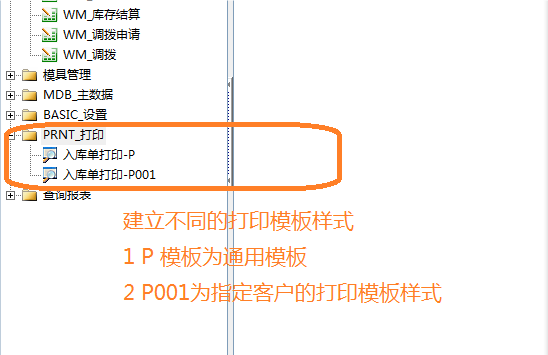 WM_库存结算
WM_调拨申请
WM_调拨
模具管理
MDB_主数据
BASIC_设置
PRNT_打印
入库单打印-P
入库单打印-P001
查询报表
建立不同的打印模板样式
1 P 模板为通用模板
2 P001为指定客户的打印模板样式